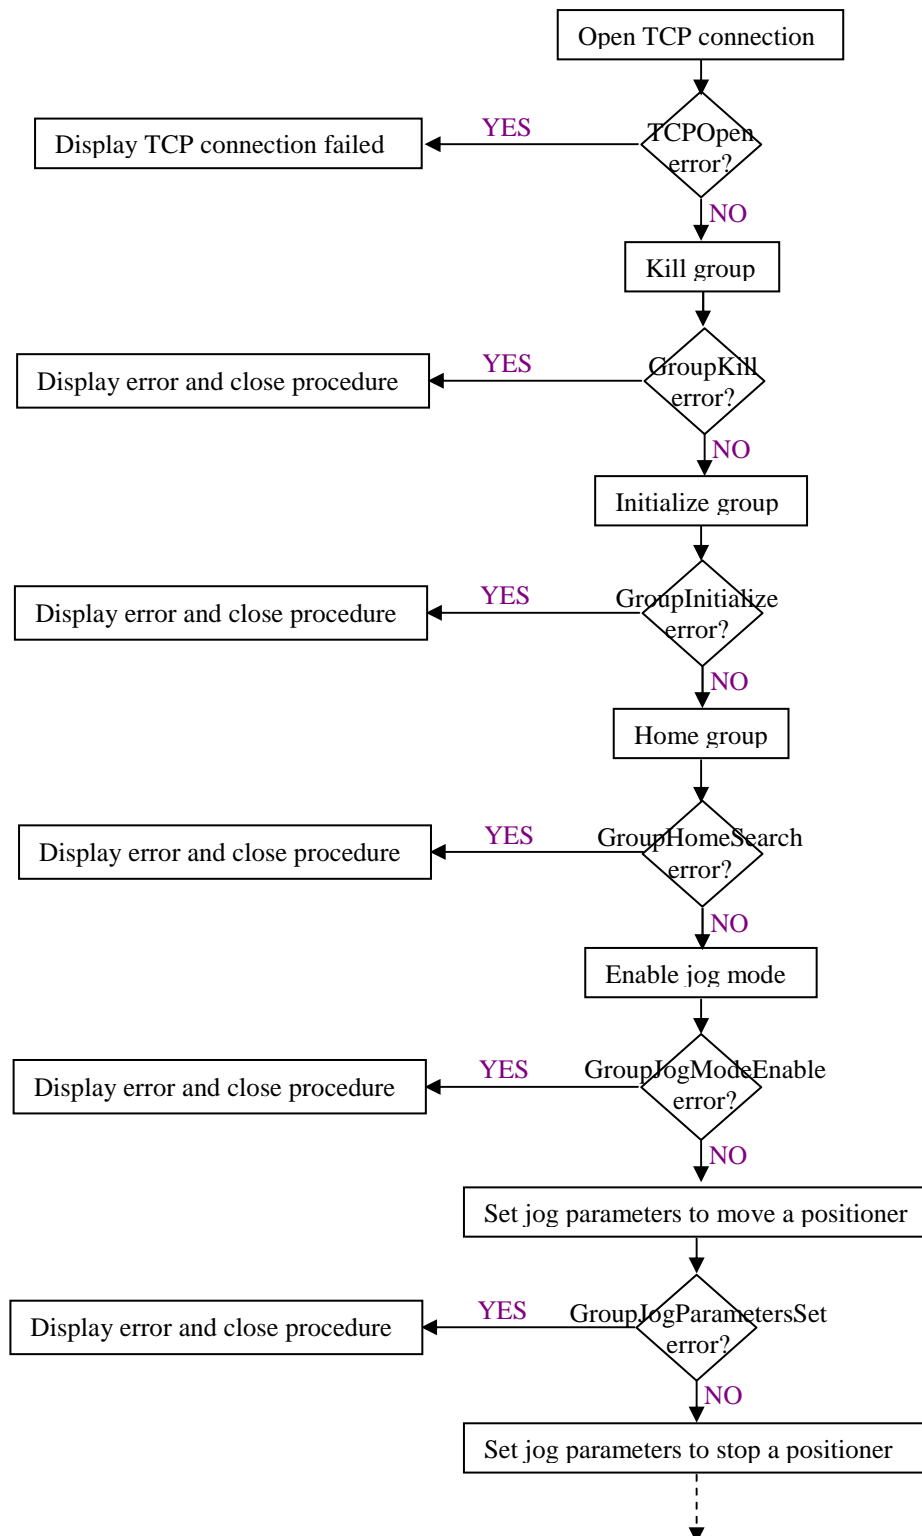 Open TCP connection
YES
TCPOpen
error?
Display TCP connection failed
NO
Kill group
YES
GroupKill
error?
Display error and close procedure
NO
Initialize group
YES
GroupInitialize
error?
Display error and close procedure
NO
Home group
YES
GroupHomeSearch
error?
Display error and close procedure
NO
Enable jog mode
YES
GroupJogModeEnable
error?
Display error and close procedure
NO
Set jog parameters to move a positioner
YES
GroupJogParametersSet
error?
Display error and close procedure
NO
Set jog parameters to stop a positioner